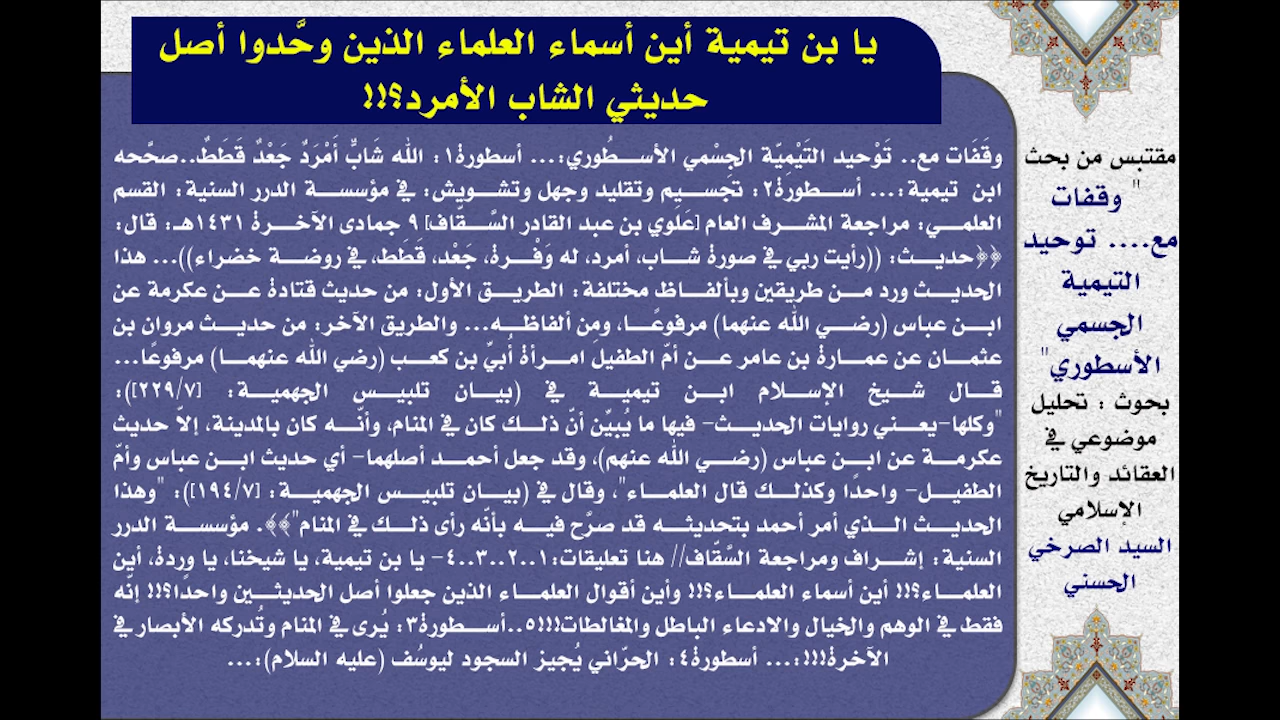 يا بن تيمية أين أسماء العلماء الذين وحَّدوا أصل
حديثي الشاب الأمرد؟!!
وقَفَات مع.. تَوْحيد التَيْمِيّة الجِسْمي الأسطُوري:... أسطورة١: الله شَابٌّ أَمْرَدٌ جَعْدٌ قَطَطٌ..صحَّحه
ابن تيمية:... أسطورة٢: تجسيم وتقليد وجهل وتشويش: في مؤسسة الدرر السنية: القسم
العلمي: مراجعة المشرف العام [عَلَوي بن عبد القادر السَّقّاف] ٩ جمادى الآخرة ١٤٣١هـ: قال:
﴿﴿حديث: ((رأيت ربي في صورة شاب، أمرد، له وَفْرة، جَعْد، قَطَط، في روضة خضراء))... هذا
الحديث ورد من طريقين وبألفاظ مختلفة: الطريق الأول: من حديث قتادة عن عكرمة عن
ابن عباس (رضي الله عنهما) مرفوعًا، ومِن ألفاظه... والطريق الآخر: من حديث مروان بن
عثمان عن عمارة بن عامر عن أمّ الطفيل امرأة أُبيّ بن كعب (رضي الله عنهما) مرفوعًا...
قال شيخ الإسلام ابن تيمية في (بيان تلبيس الجهمية: [٢٢٩/٧]):
"وكلها-يعني روايات الحديث- فيها ما يُبيِّن أنّ ذلك كان في المنام، وأنّه كان بالمدينة، إلاّ حديث
عكرمة عن ابن عباس (رضي الله عنهم)، وقد جعل أحمد أصلهما- أي حديث ابن عباس وأمّ
الطفيل- واحدًا وكذلك قال العلماء"، وقال في (بيان تلبيس الجهمية: [١٩٤/٧]): "وهذا
الحديث الذي أمر أحمد بتحديثه قد صرَّح فيه بأنّه رأى ذلك في المنام"﴾﴾. مؤسسة الدرر
السنية: إشراف ومراجعة السَّقّاف// هنا تعليقات:١..٢..٣..٤- يا بن تيمية، يا شيخنا، يا وردة، أين
العلماء؟!! أين أسماء العلماء؟!! وأين أقوال العلماء الذين جعلوا أصل الحديثين واحدًا؟!! إنّه
فقط في الوهم والخيال والادعاء الباطل والمغالطات!!!٥..أسطورة٣: يُرى في المنام وتُدركه الأبصار في
الآخرة!!!:... أسطورة٤: الحرّاني يُجيز السجود ليوسُف (عليه السلام):...
مقتبس من بحث
" وقفات
مع.... توحيد
التيمية
الجسمي
الأسطوري"
بحوث : تحليل
موضوعي في
العقائد والتاريخ
الإسلامي
السيد الصرخي
الحسني